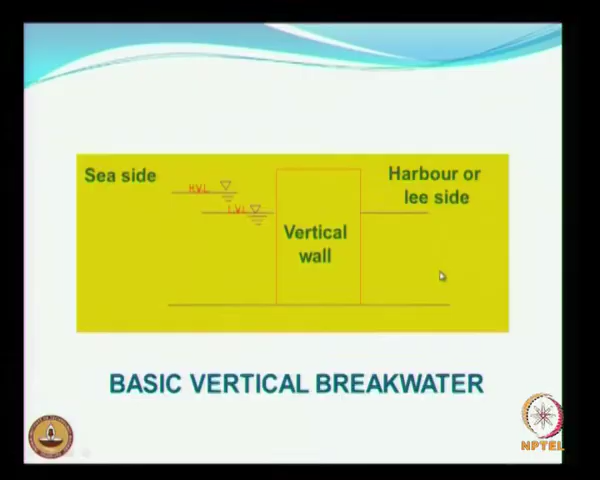 Sea side
Harbour or
lee side
H.V.L
L.V.L
Vertical
wall
BASIC VERTICAL BREAKWATER
NPTEL